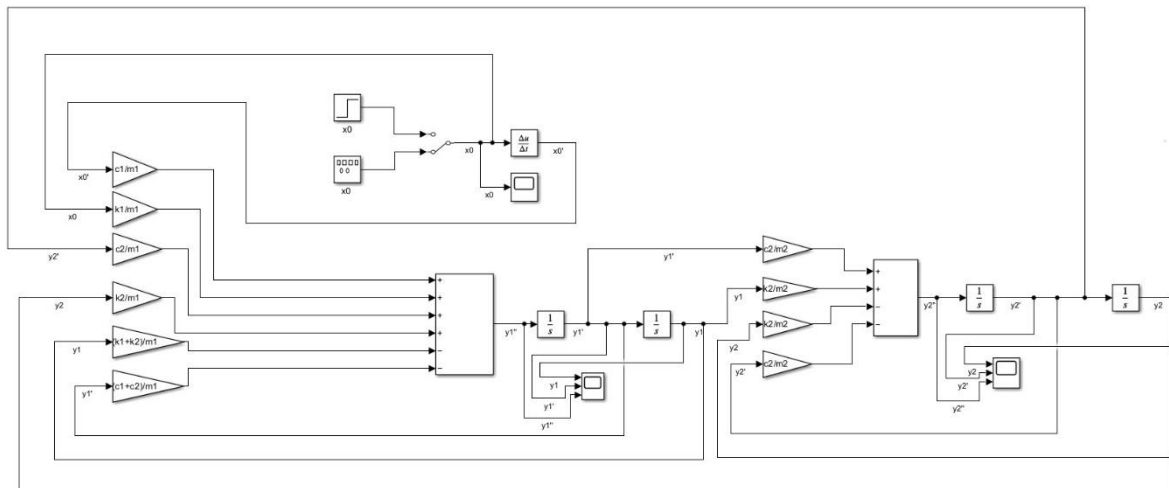 x0
x0
x0
Δu
Δt
x0'
x0
c1/m1
x0'
k1/m1
x0
c2/m1
y2'
k2/m1
y2
(k1+k2)/m1
y1
(c1+c2)/m1
y1'
+
+
+
+
−
−
y1"
1
s
y1'
1
s
y1
y1
y1'
y1"
y1'
c2/m2
y1
k2/m2
y2
k2/m2
y2'
c2/m2
+
+
−
−
y2"
1
s
y2'
1
s
y2
y2
y2'
y2"